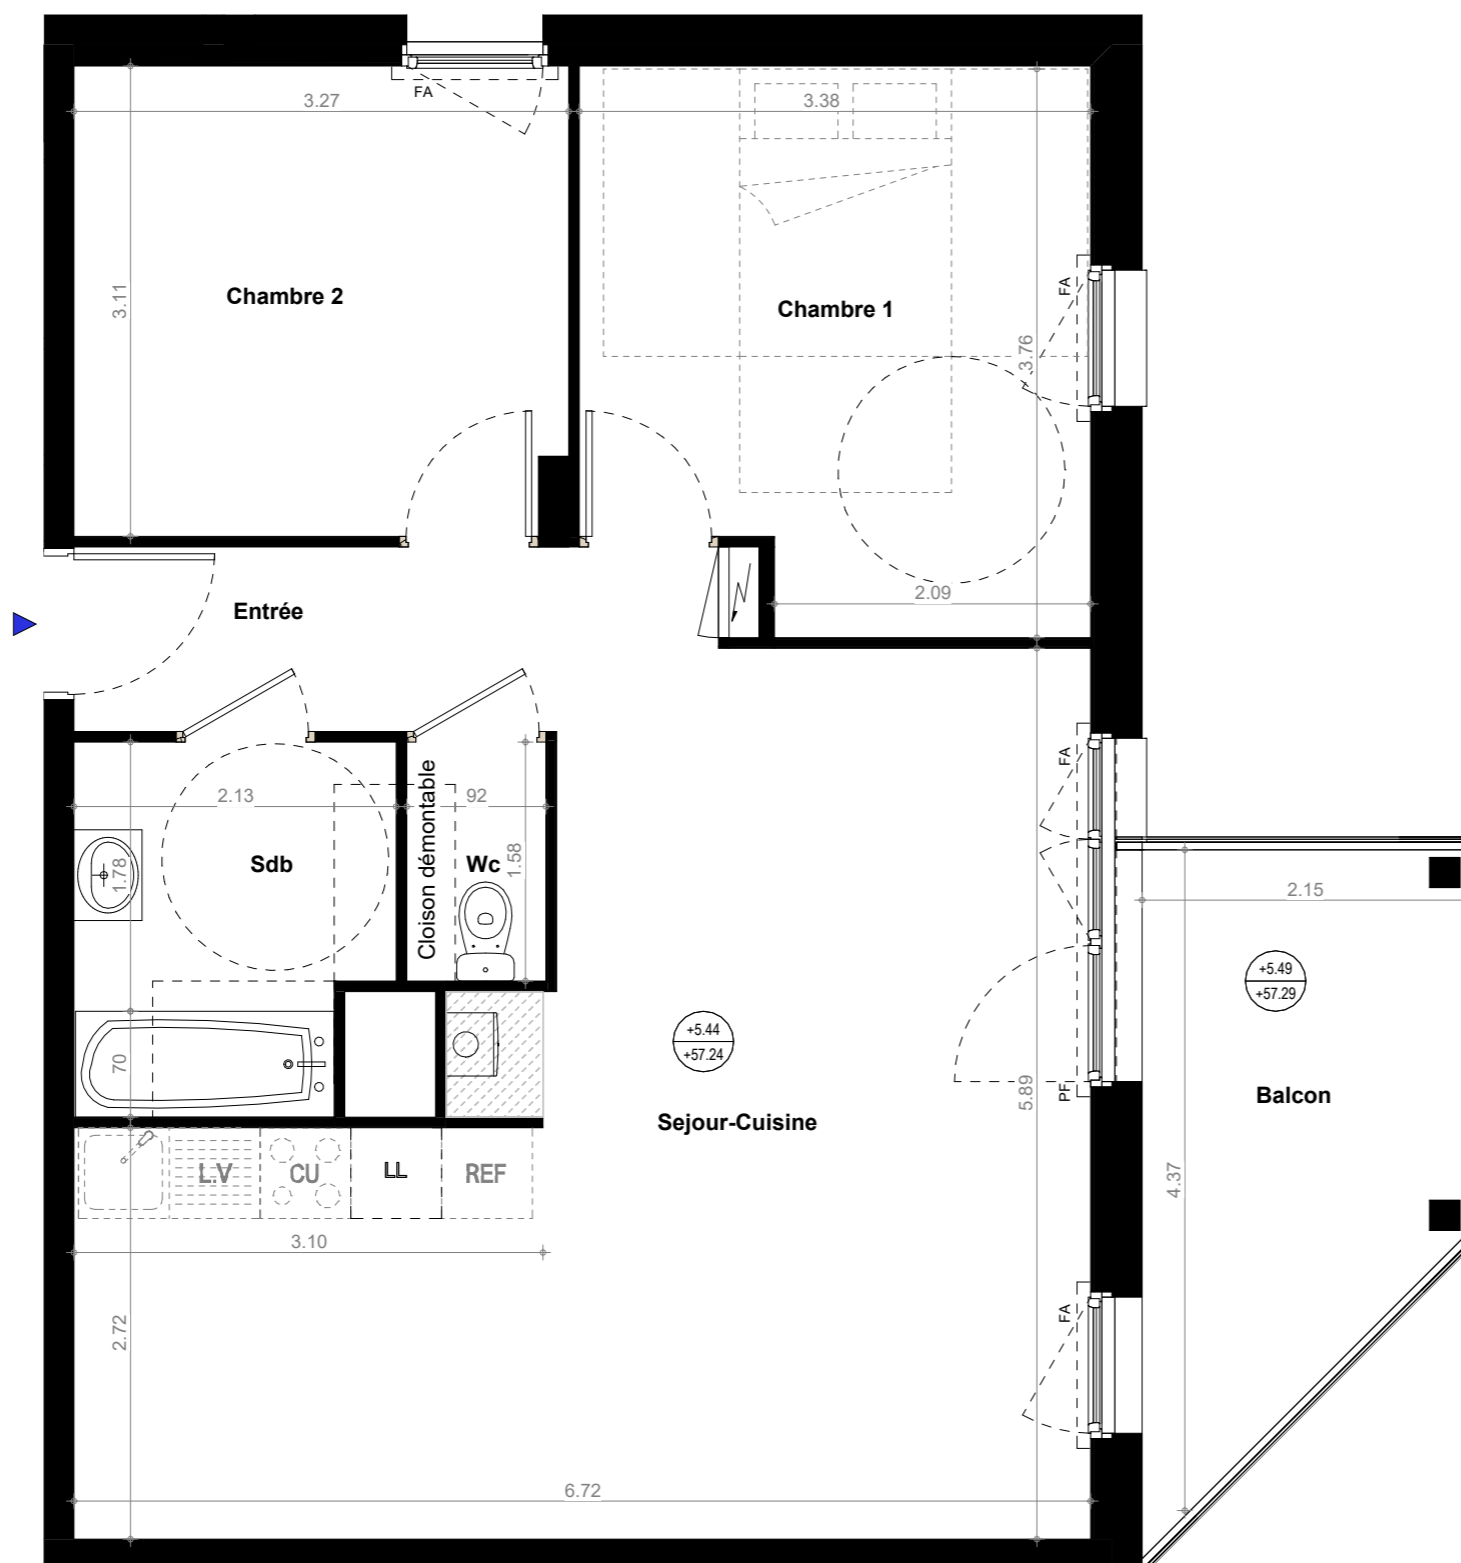 FA
3.27
3.38
3.11
Chambre 2
Chambre 1
FA
3.76
2.09
Entrée
FA
2.13
92
Cloison démontable
1.58
Sdb
Wc
1.78
2.15
+5.49
+57.29
+5.44
+57.24
70
5.89
PF
Balcon
Sejour-Cuisine
L.V
CU
LL
REF
4.37
3.10
FA
2.72
6.72